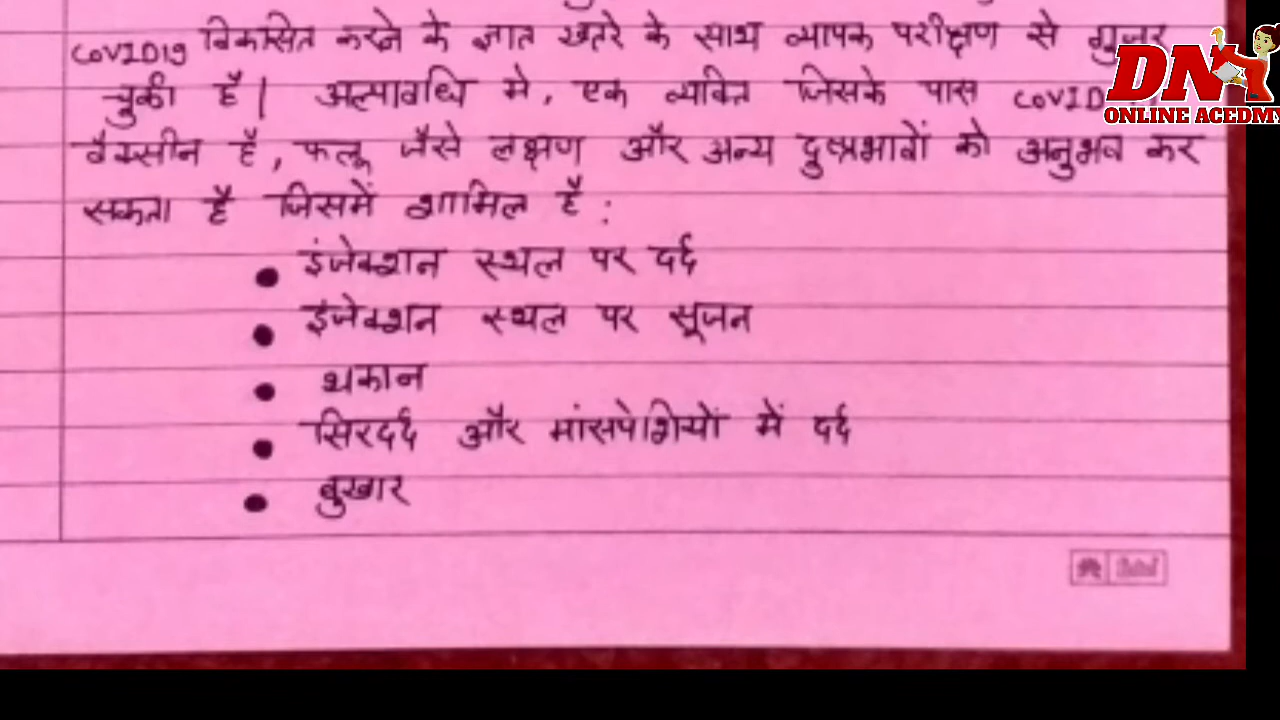 COVID19 विकसित करने के ज्ञात खतरे के साथ व्यापक परीक्षण से गुजर
चुकी है| अल्पावधि मे, एक व्यक्ति जिसके पास COVID
वैक्सीन है, फलू जैसे लक्षण और अन्य दुष्प्रभावों को अनुभव कर
सकता है जिसमें शामिल है :
• इंजेक्शन स्थल पर दर्द
• इंजेक्शन स्थल पर सूजन
• थकान
• सिरदर्द और मांसपेशियों में दर्द
• बुखार
DN
ONLINE ACEDMY